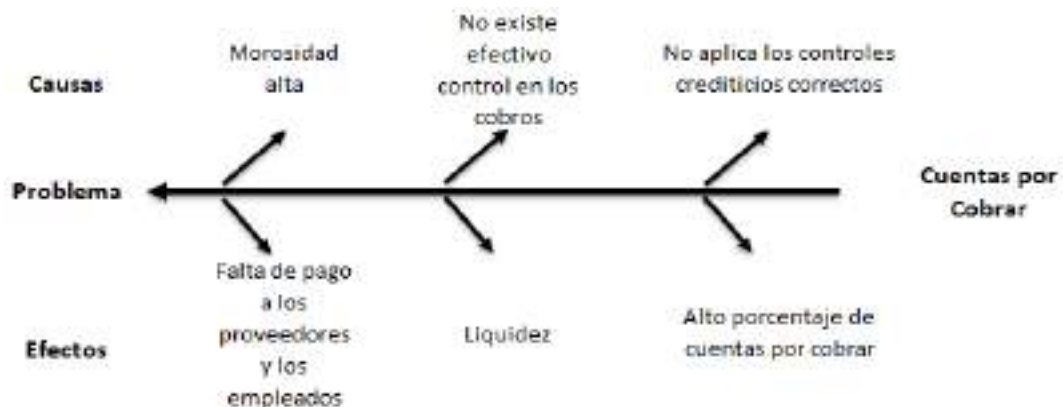 Causas
Morosidad
alta
No existe
efectivo
control en los
cobros
No aplica los controles
crediticios correctos
Problema
Cuentas por
Cobrar
Efectos
Falta de pago
a los
proveedores
y los
empleados
Liquidez
Alto porcentaje de
cuentas por cobrar